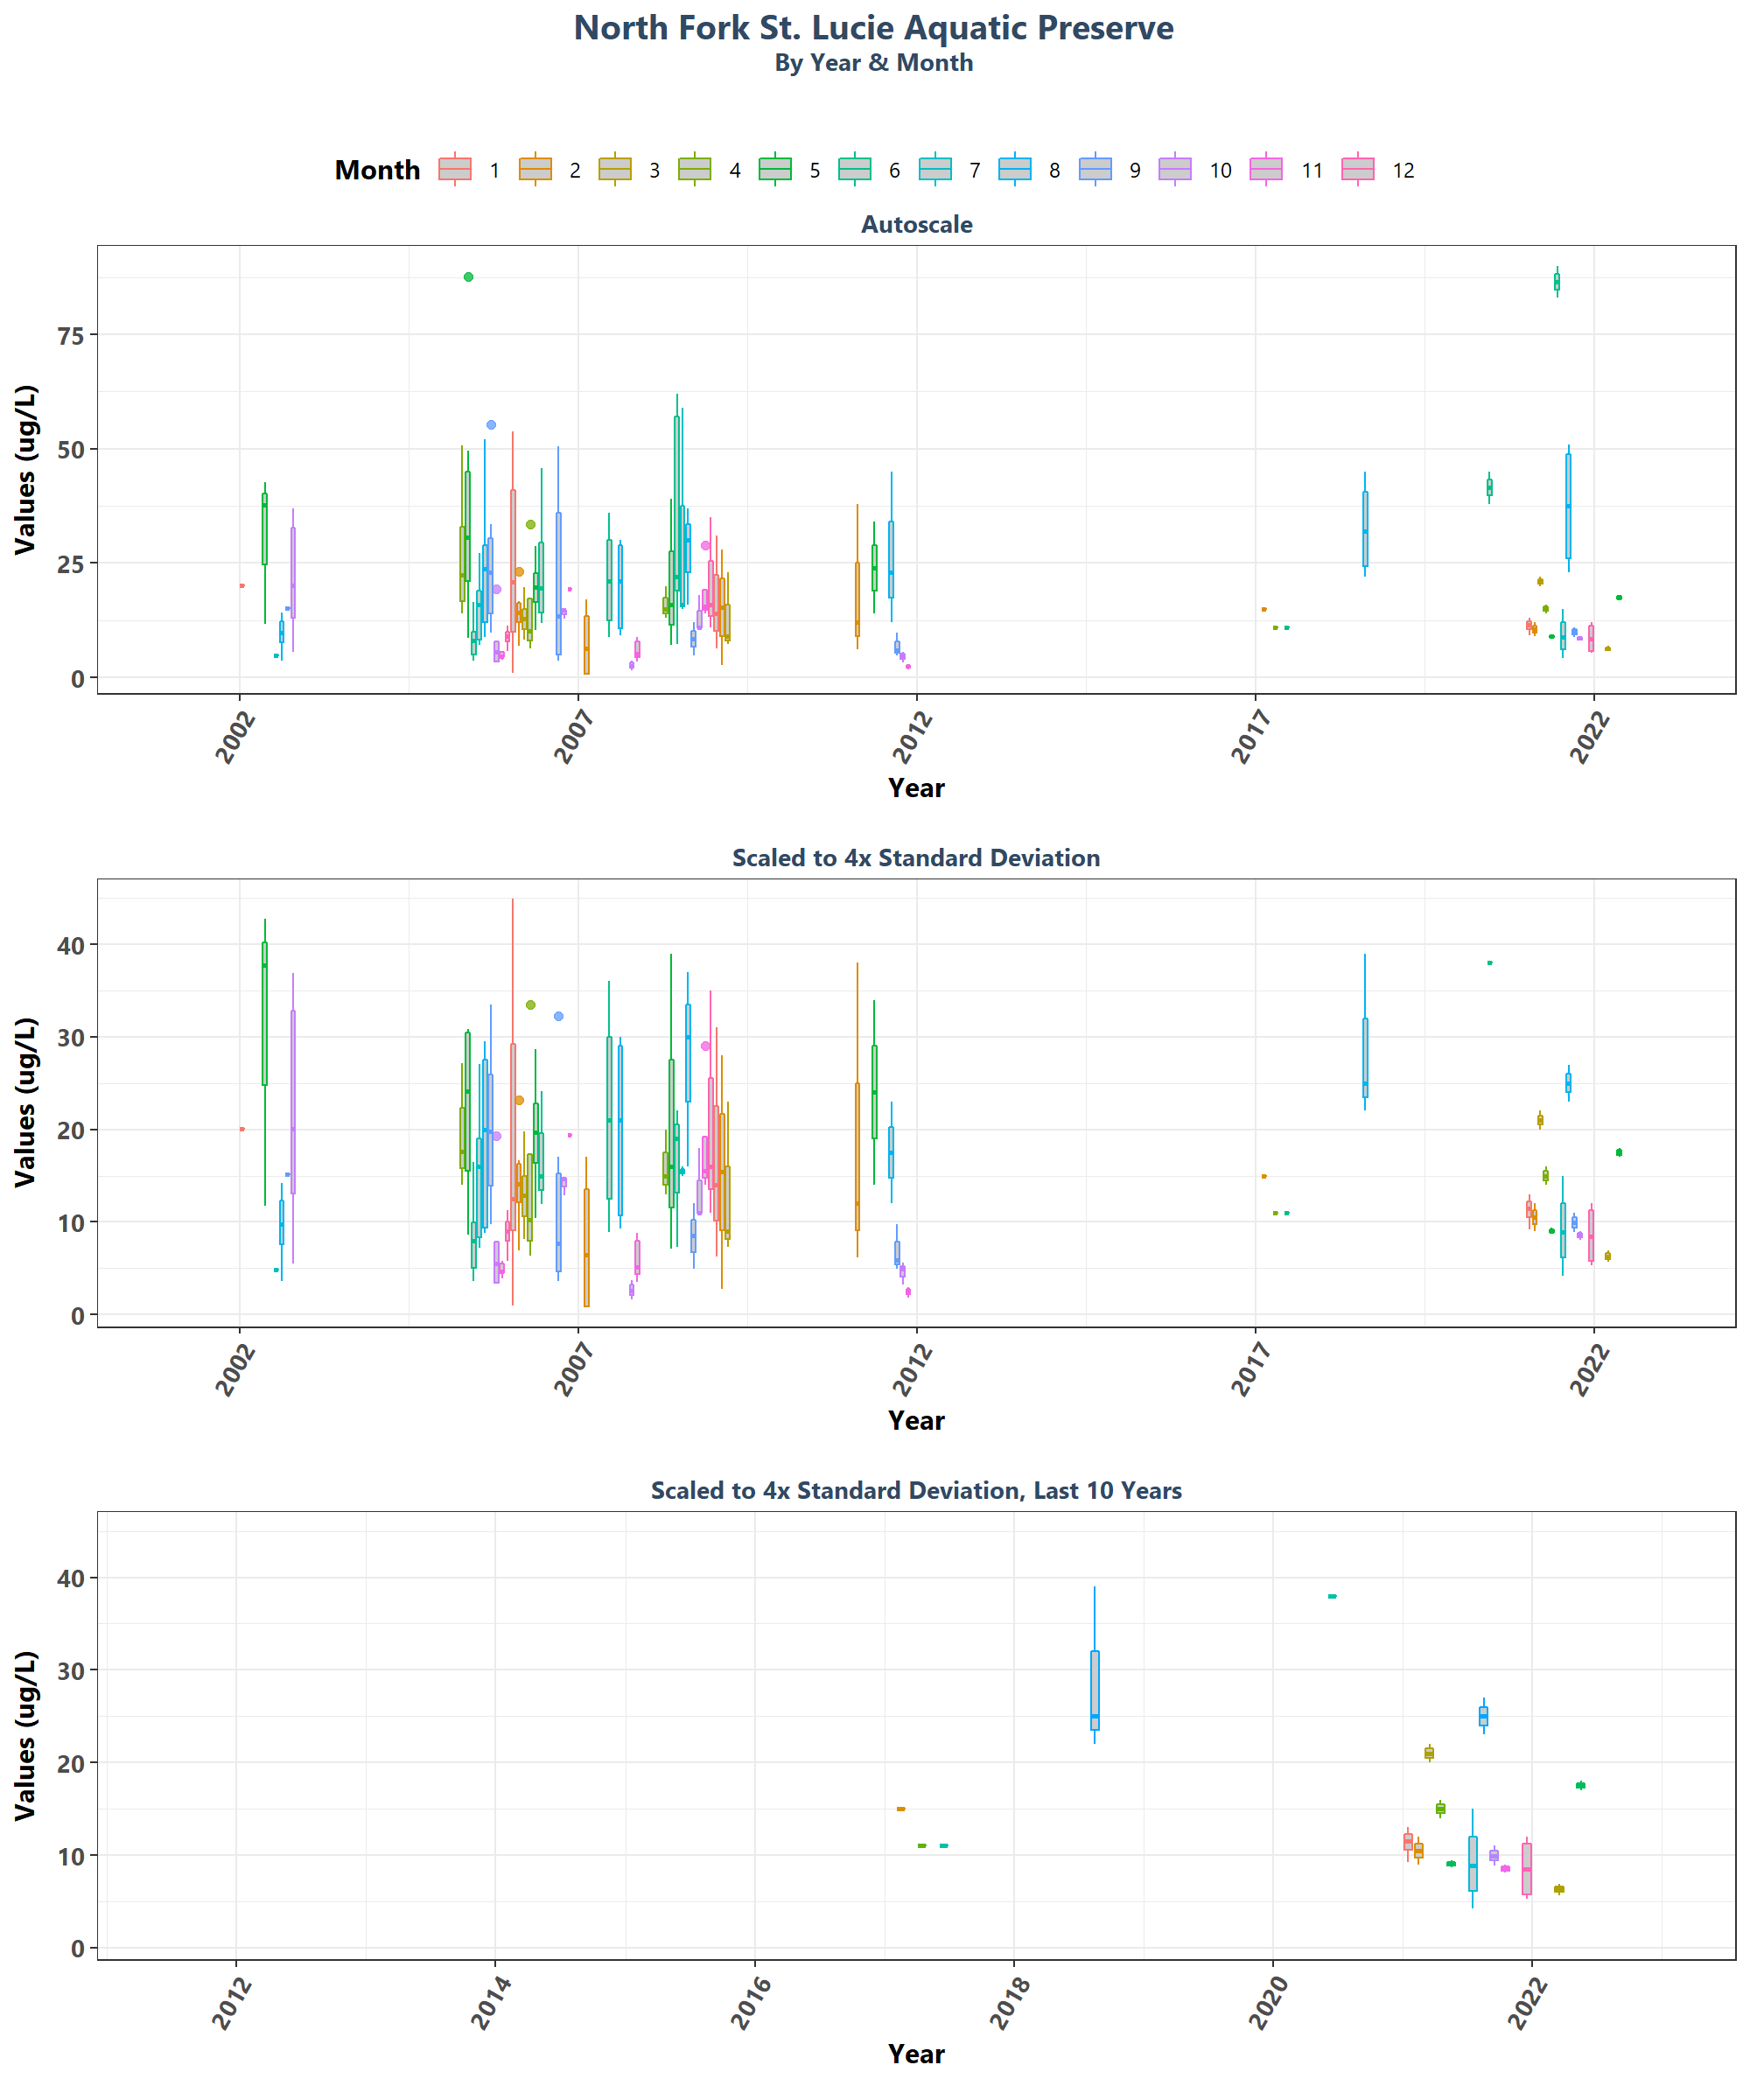 North Fork St. Lucie Aquatic Preserve
By Year & Month
Month 1 2 3 4 5 6 7 8 9 10 11 12
Autoscale
Values (ug/L)
75
50
25
0
2002 2007 2012 2017 2022
Year
Scaled to 4x Standard Deviation
Values (ug/L)
40
30
20
10
0
2002 2007 2012 2017 2022
Year
Scaled to 4x Standard Deviation, Last 10 Years
Values (ug/L)
40
30
20
10
0
2012 2014 2016 2018 2020 2022
Year